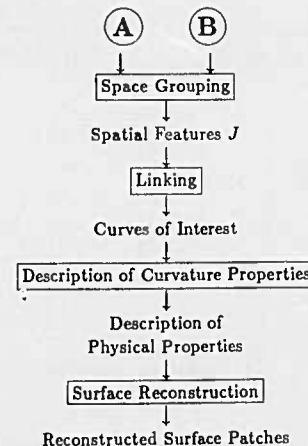 A B
Space Grouping
Spatial Features J
Linking
Curves of Interest
Description of Curvature Properties
Description of
Physical Properties
Surface Reconstruction
Reconstructed Surface Patches